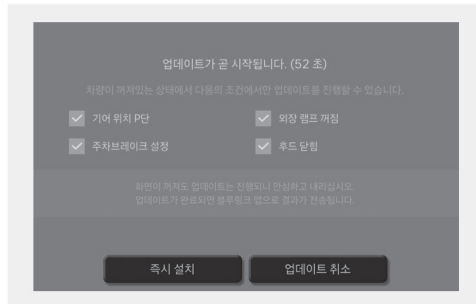 업데이트가 곧 시작됩니다. (52 초)
차량이 꺼져있는 상태에서 다음의 조건에서만 업데이트를 진행할 수 있습니다.
기어 위치 P단
외장 램프 꺼짐
주차브레이크 설정
후드 닫힘
화면이 꺼져도 업데이트는 진행되니 안심하고 내리십시오.
업데이트가 완료되면 블루링크 앱으로 결과가 전송됩니다.
즉시 설치
업데이트 취소